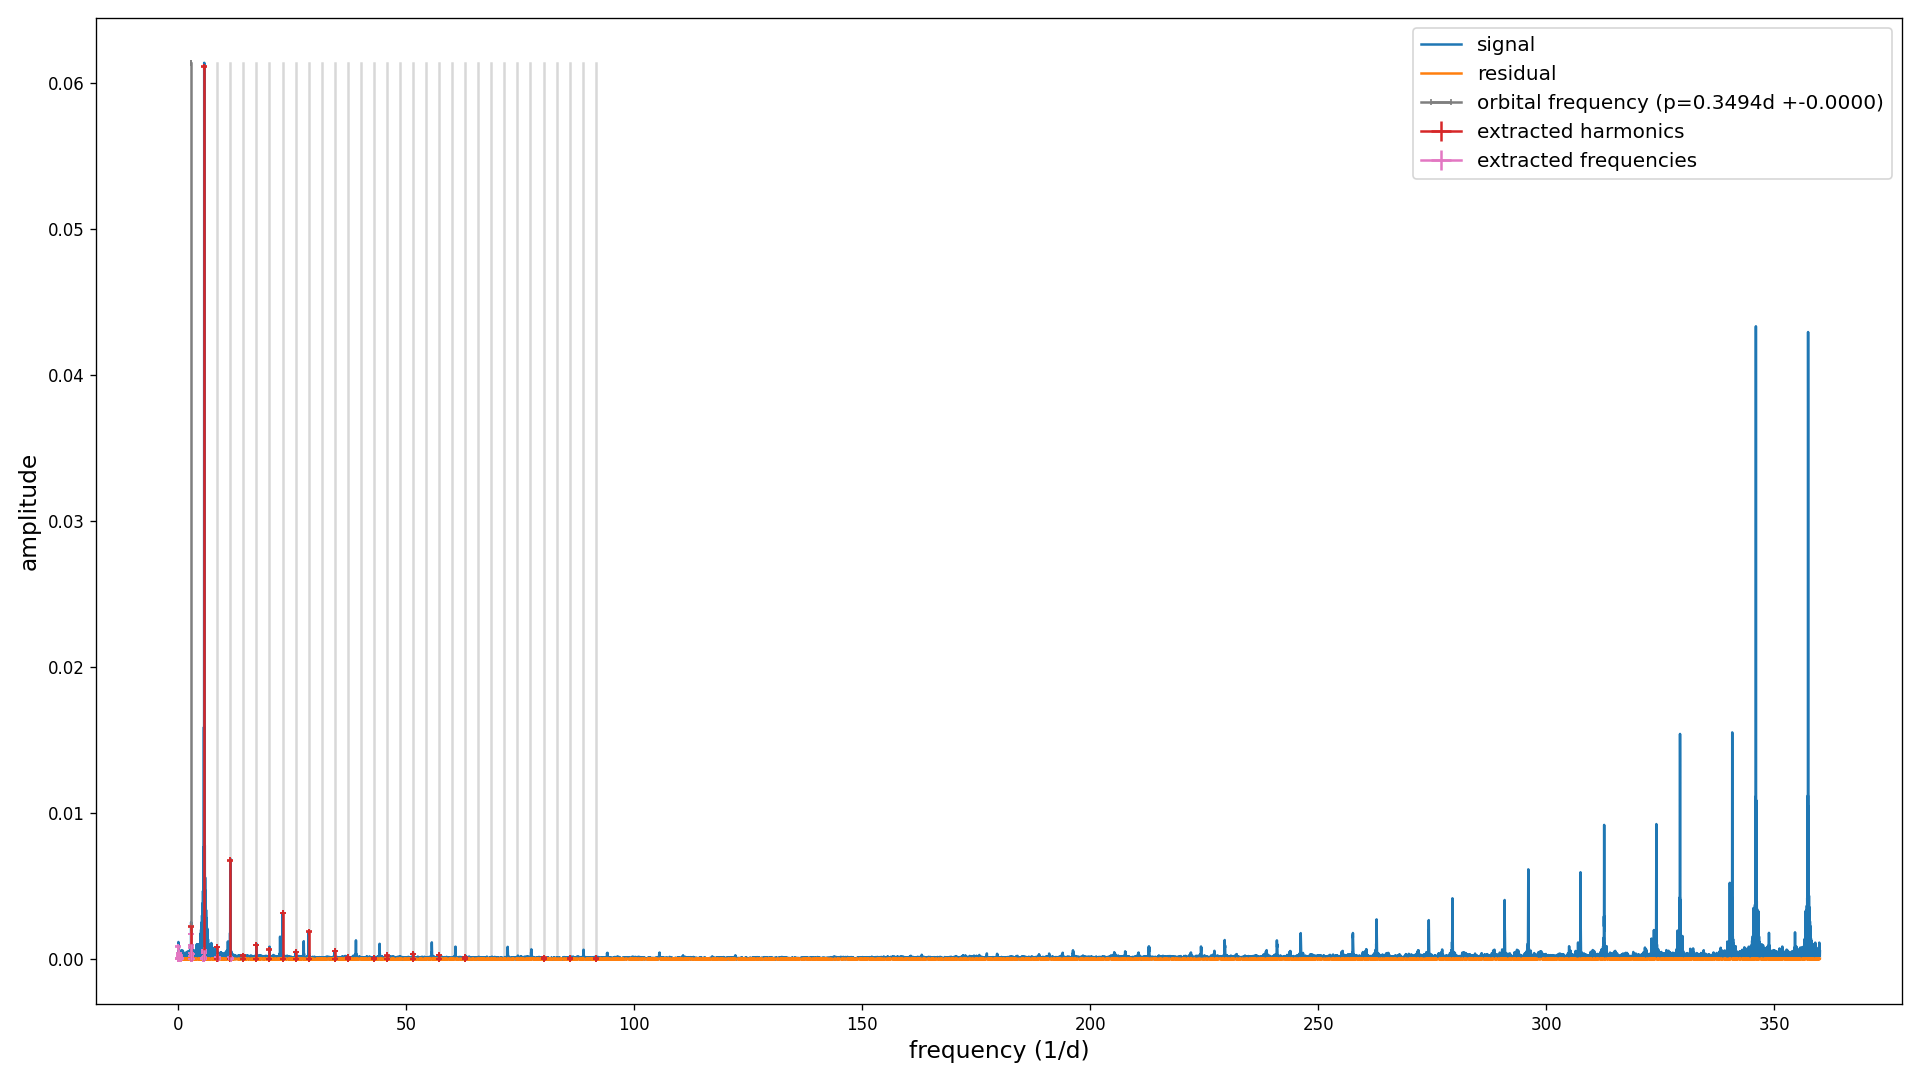 signal
residual
orbital frequency (p=0.3494d +-0.0000)
extracted harmonics
extracted frequencies
0.06
0.05
0.04
0.03
0.02
0.01
0.00
amplitude
0 50 100 150 200 250 300 350
frequency (1/d)